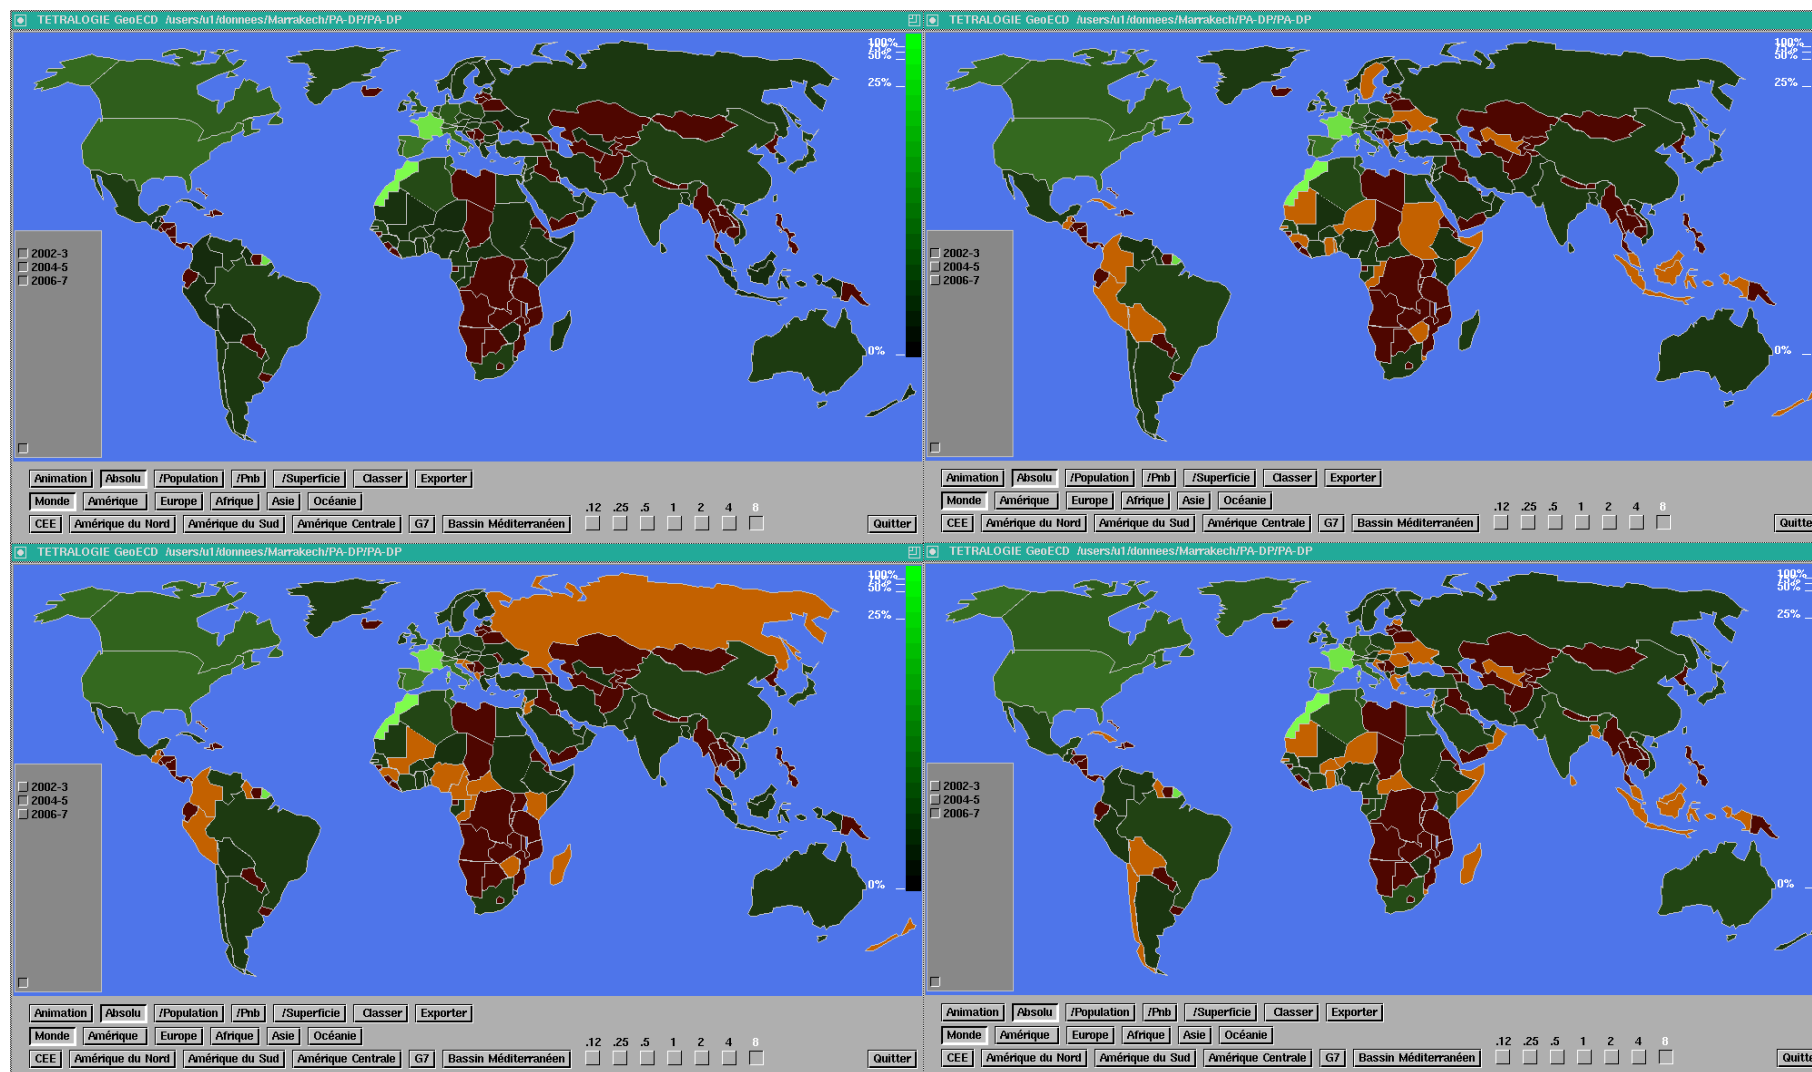 TETRALOGIE GeoECD /users/u1/donnees/Marrakech/PA-DP/PA-DP
100%
50%
25%
0%
2002-3
2004-5
2006-7
Animation Absolu /Population /Pnb /Superficie Classer Exporter
Monde Amérique Europe Afrique Asie Océanie
.12 .25 .5 1 2 4 8
CEE Amérique du Nord Amérique du Sud Amérique Centrale G7 Bassin Méditerranéen Quitter
TETRALOGIE GeoECD /users/u1/donnees/Marrakech/PA-DP/PA-DP
100%
50%
25%
0%
2002-3
2004-5
2006-7
Animation Absolu /Population /Pnb /Superficie Classer Exporter
Monde Amérique Europe Afrique Asie Océanie
.12 .25 .5 1 2 4 8
CEE Amérique du Nord Amérique du Sud Amérique Centrale G7 Bassin Méditerranéen Quitte
TETRALOGIE GeoECD /users/u1/donnees/Marrakech/PA-DP/PA-DP
100%
50%
25%
0%
2002-3
2004-5
2006-7
Animation Absolu /Population /Pnb /Superficie Classer Exporter
Monde Amérique Europe Afrique Asie Océanie
.12 .25 .5 1 2 4 8
CEE Amérique du Nord Amérique du Sud Amérique Centrale G7 Bassin Méditerranéen Quitter
TETRALOGIE GeoECD /users/u1/donnees/Marrakech/PA-DP/PA-DP
100%
50%
25%
0%
2002-3
2004-5
2006-7
Animation Absolu /Population /Pnb /Superficie Classer Exporter
Monde Amérique Europe Afrique Asie Océanie
.12 .25 .5 1 2 4 8
CEE Amérique du Nord Amérique du Sud Amérique Centrale G7 Bassin Méditerranéen Quitte